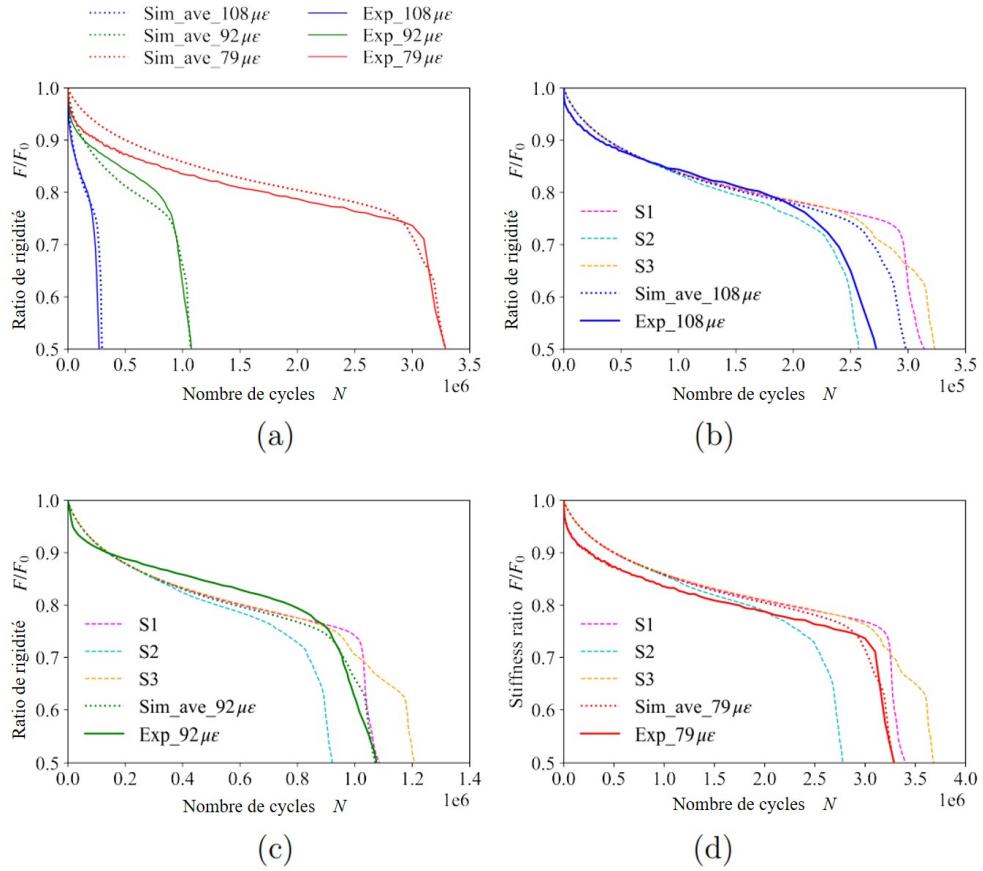 Sim_ave_108με Exp_108με
Sim_ave_92με Exp_92με
Sim_ave_79με Exp_79με
Ratio de rigidité F/F0
1.0
0.9
0.8
0.7
0.6
0.5
0.0 0.5 1.0 1.5 2.0 2.5 3.0 3.5
1e6
Nombre de cycles N
(a)
Ratio de rigidité F/F0
1.0
0.9
0.8
0.7
0.6
0.5
S1
S2
S3
Sim_ave_108με
Exp_108με
0.0 0.5 1.0 1.5 2.0 2.5 3.0 3.5
1e5
Nombre de cycles N
(b)
Ratio de rigidité F/F0
1.0
0.9
0.8
0.7
0.6
0.5
S1
S2
S3
Sim_ave_92με
Exp_92με
0.0 0.2 0.4 0.6 0.8 1.0 1.2 1.4
1e6
Nombre de cycles N
(c)
Stiffness ratio F/F0
1.0
0.9
0.8
0.7
0.6
0.5
S1
S2
S3
Sim_ave_79με
Exp_79με
0.0 0.5 1.0 1.5 2.0 2.5 3.0 3.5 4.0
1e6
Nombre de cycles N
(d)